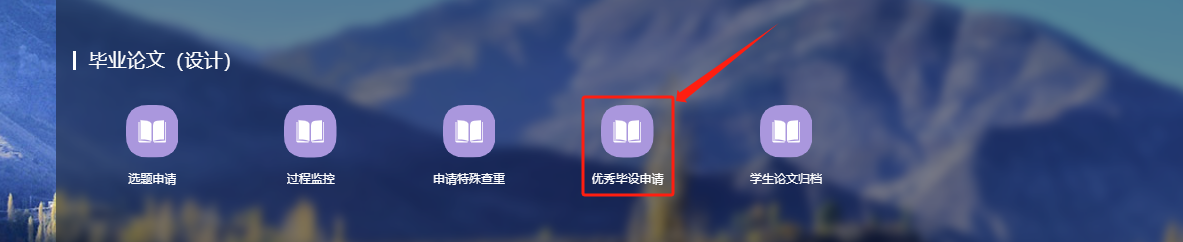 毕业论文（设计）
选题申请
过程监控
申请特殊查重
优秀毕设申请
学生论文归档